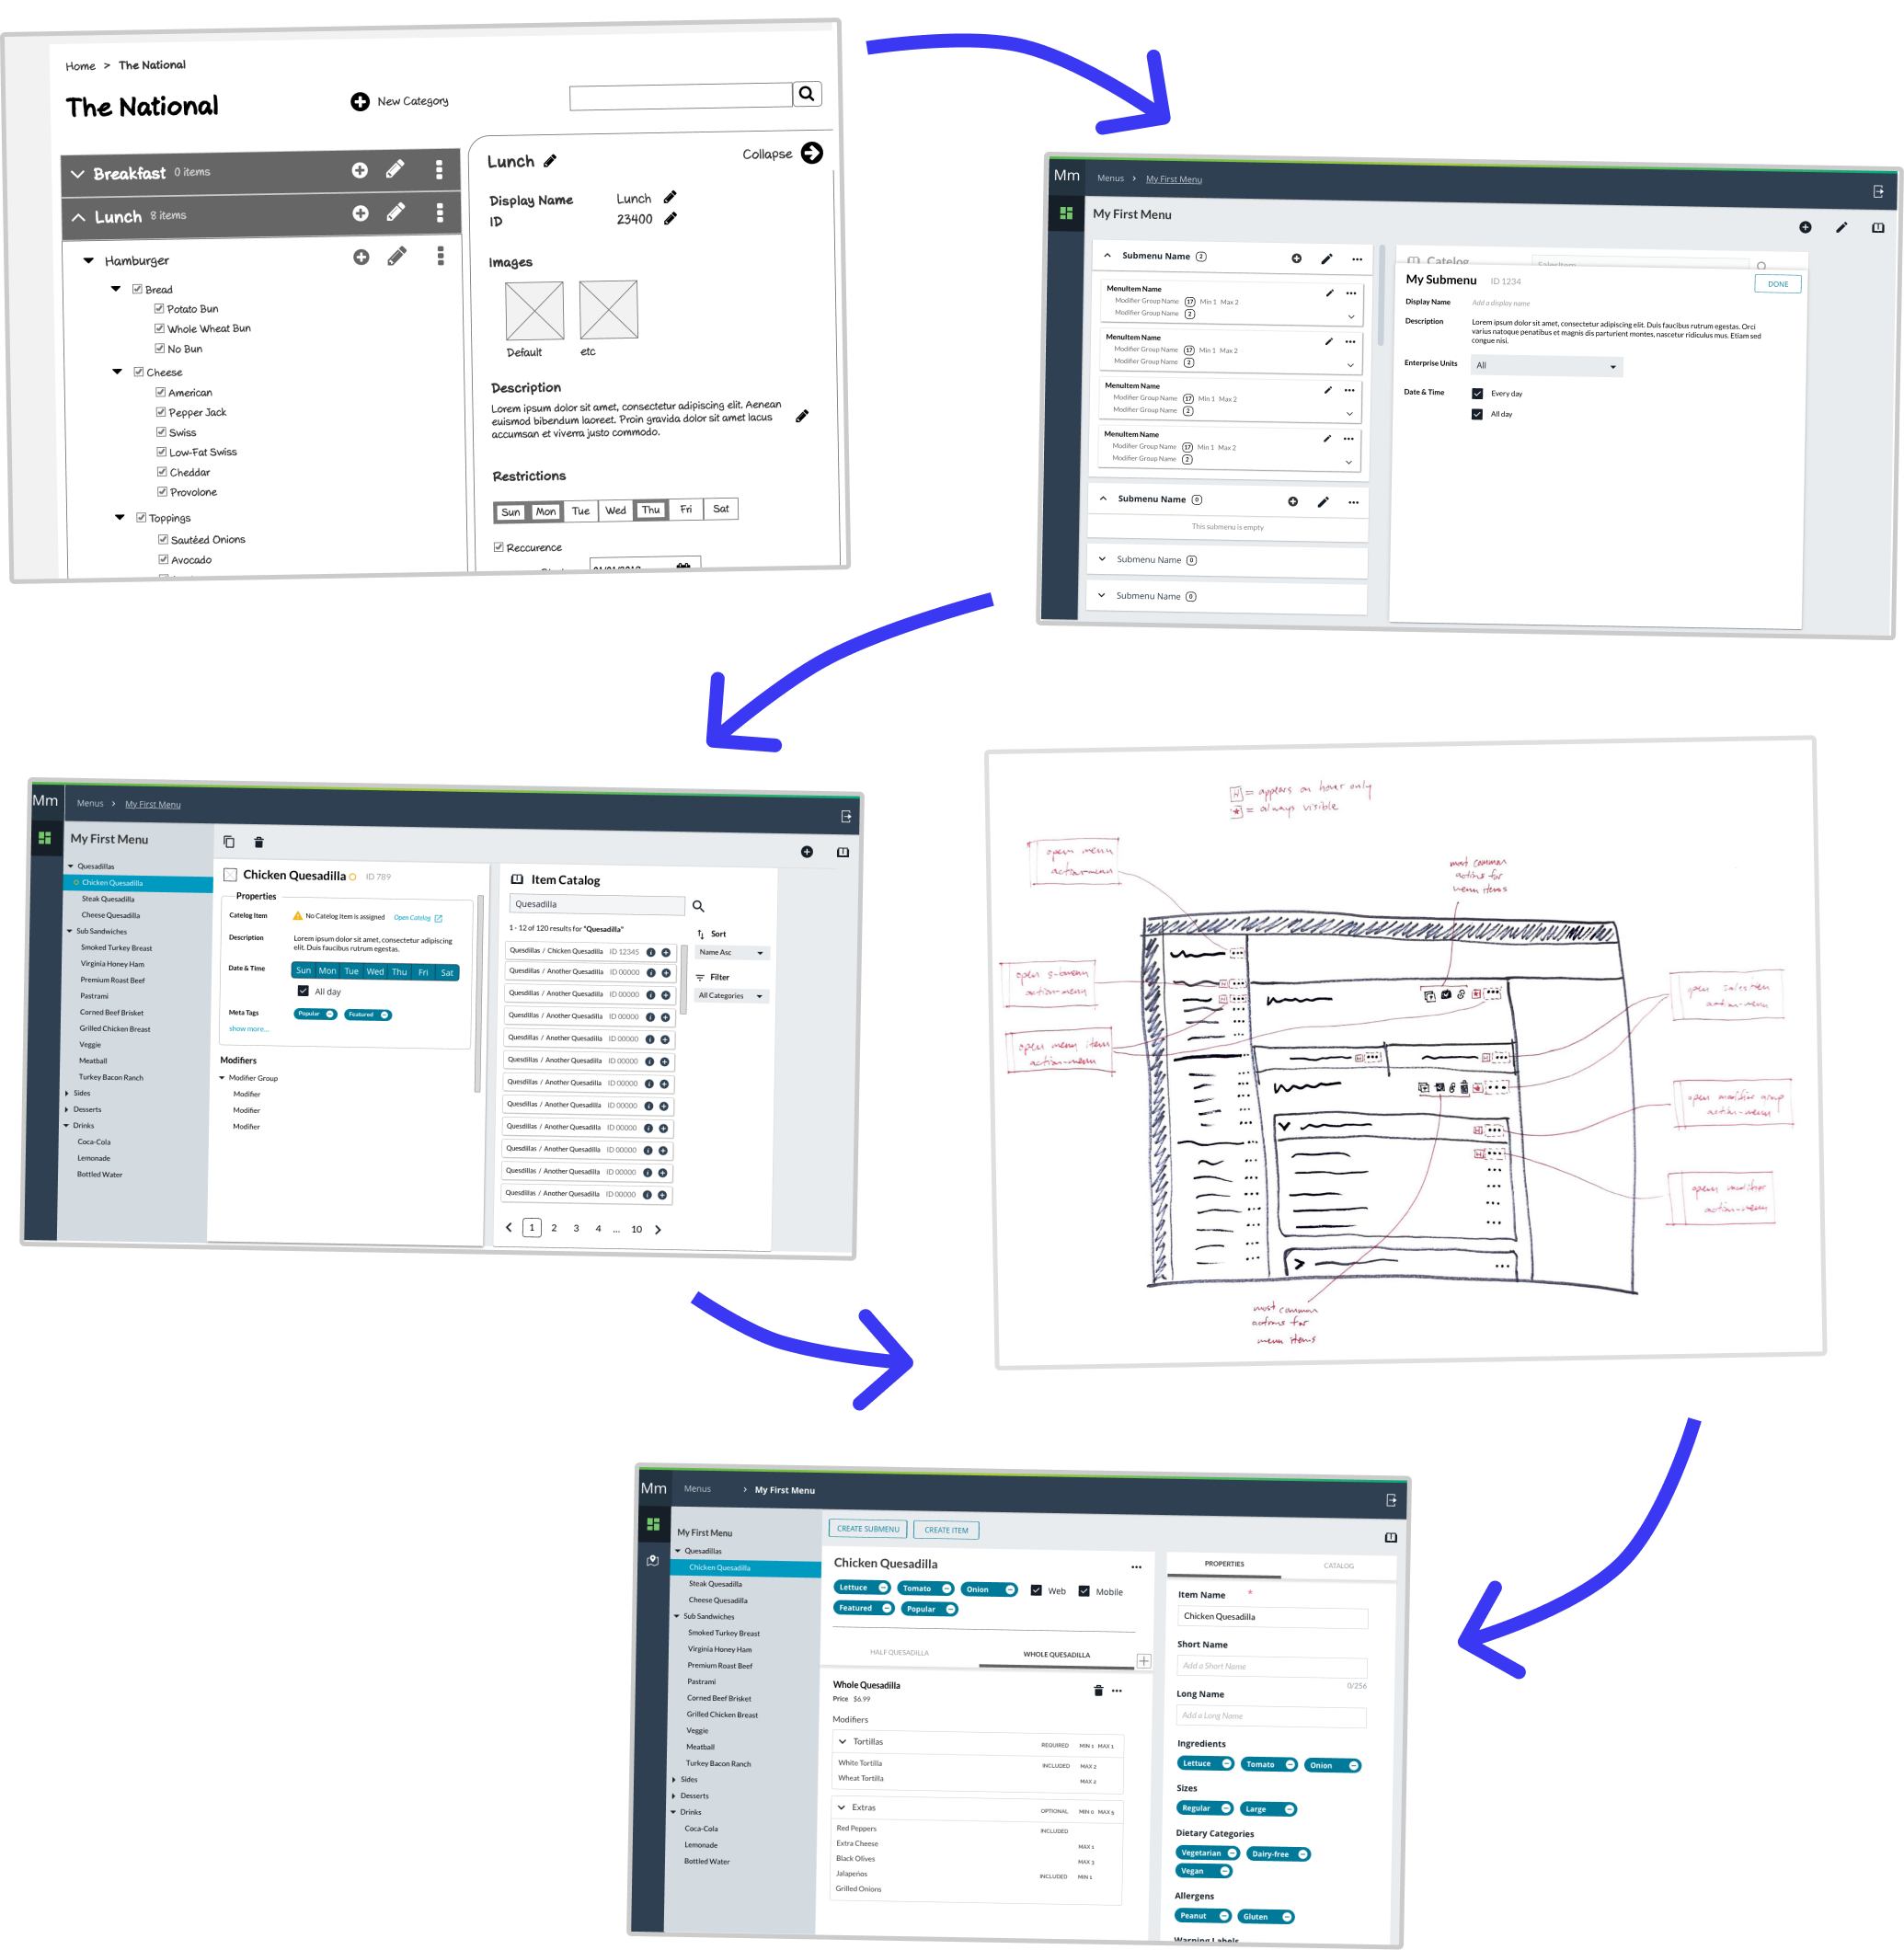 Home > The National
The National
New Category
Breakfast 0 items
Lunch 8 items
Hamburger
Bread
Potato Bun
Whole Wheat Bun
No Bun
Cheese
American
Pepper Jack
Swiss
Low-Fat Swiss
Cheddar
Provolone
Toppings
Sautéed Onions
Avocado
Lunch
Collapse
Display Name Lunch
ID 23400
Images
Default etc
Description
Lorem ipsum dolor sit amet, consectetur adipiscing elit. Aenean
euismod bibendum laoreet. Proin gravida dolor sit amet lacus
accumsan et viverra justo commodo.
Restrictions
Sun Mon Tue Wed Thu Fri Sat
Reccurence
Mm Menus > My First Menu
My First Menu
Submenu Name 2
MenuItem Name
Modifier Group Name 17 Min 1 Max 2
Modifier Group Name 2
MenuItem Name
Modifier Group Name 17 Min 1 Max 2
Modifier Group Name 2
MenuItem Name
Modifier Group Name 17 Min 1 Max 2
Modifier Group Name 2
MenuItem Name
Modifier Group Name 17 Min 1 Max 2
Modifier Group Name 2
Submenu Name 0
This submenu is empty
Submenu Name 0
Submenu Name 0
Catalog
My Submenu ID 1234
DONE
Display Name Add a display name
Description Lorem ipsum dolor sit amet, consectetur adipiscing elit. Duis faucibus rutrum egestas. Orci
varius natoque penatibus et magnis dis parturient montes, nascetur ridiculus mus. Etiam sed
congue nisi.
Enterprise Units All
Date & Time Every day
All day
Mm Menus > My First Menu
My First Menu
Quesadillas
Chicken Quesadilla
Steak Quesadilla
Cheese Quesadilla
Sub Sandwiches
Smoked Turkey Breast
Virginia Honey Ham
Premium Roast Beef
Pastrami
Corned Beef Brisket
Grilled Chicken Breast
Veggie
Meatball
Turkey Bacon Ranch
Sides
Desserts
Drinks
Coca-Cola
Lemonade
Bottled Water
Chicken Quesadilla ID 789
Properties
Catelog Item No Catelog Item is assigned Open Catelog
Description Lorem ipsum dolor sit amet, consectetur adipiscing
elit. Duis faucibus rutrum egestas.
Date & Time Sun Mon Tue Wed Thu Fri Sat
All day
Meta Tags Popular Featured
show more...
Modifiers
Modifier Group
Modifier
Modifier
Modifier
Item Catalog
Quesadilla
1 - 12 of 120 results for "Quesadilla"
Quesdillas / Chicken Quesadilla ID 12345
Quesdillas / Another Quesadilla ID 00000
Quesdillas / Another Quesadilla ID 00000
Quesdillas / Another Quesadilla ID 00000
Quesdillas / Another Quesadilla ID 00000
Quesdillas / Another Quesadilla ID 00000
Quesdillas / Another Quesadilla ID 00000
Quesdillas / Another Quesadilla ID 00000
Quesdillas / Another Quesadilla ID 00000
Quesdillas / Another Quesadilla ID 00000
Quesdillas / Another Quesadilla ID 00000
Quesdillas / Another Quesadilla ID 00000
Sort
Name Asc
Filter
All Categories
1 2 3 4 ... 10
H = appears on hover only
* = always visible
open menu
action-menu
most common
actions for
menu items
open submenu
action-menu
open menu item
action-menu
open salesitem
action-menu
open modifier group
action-menu
open modifier
action-menu
most common
actions for
menu items
Mm Menus > My First Menu
My First Menu
Quesadillas
Chicken Quesadilla
Steak Quesadilla
Cheese Quesadilla
Sub Sandwiches
Smoked Turkey Breast
Virginia Honey Ham
Premium Roast Beef
Pastrami
Corned Beef Brisket
Grilled Chicken Breast
Veggie
Meatball
Turkey Bacon Ranch
Sides
Desserts
Drinks
Coca-Cola
Lemonade
Bottled Water
CREATE SUBMENU CREATE ITEM
Chicken Quesadilla
Lettuce Tomato Onion Web Mobile
Featured Popular
HALF QUESADILLA WHOLE QUESADILLA
Whole Quesadilla
Price $6.99
Modifiers
Tortillas REQUIRED MIN 1 MAX 1
White Tortilla INCLUDED MAX 2
Wheat Tortilla MAX 2
Extras OPTIONAL MIN 0 MAX 5
Red Peppers INCLUDED
Extra Cheese MAX 1
Black Olives MAX 3
Jalapeños INCLUDED MIN 1
Grilled Onions
PROPERTIES CATALOG
Item Name *
Chicken Quesadilla
Short Name
Add a Short Name
0/256
Long Name
Add a Long Name
Ingredients
Lettuce Tomato Onion
Sizes
Regular Large
Dietary Categories
Vegetarian Dairy-free
Vegan
Allergens
Peanut Gluten
Warning Labels